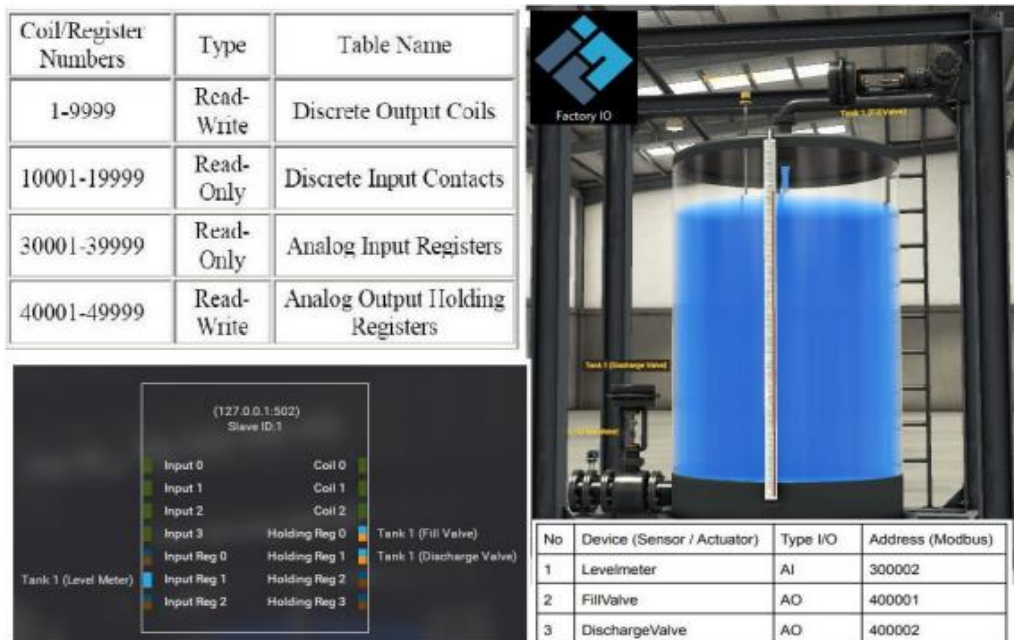 Coil/Register
Numbers
Type
Table Name
1-9999
Read-
Write
Discrete Output Coils
10001-19999
Read-
Only
Discrete Input Contacts
30001-39999
Read-
Only
Analog Input Registers
40001-49999
Read-
Write
Analog Output Holding
Registers
(127.0.0.1:502)
Slave ID:1
Input 0
Coil 0
Input 1
Coil 1
Input 2
Coil 2
Input 3
Holding Reg 0
Tank 1 (Fill Valve)
Input Reg 0
Holding Reg 1
Tank 1 (Discharge Valve)
Tank 1 (Level Meter)
Input Reg 1
Holding Reg 2
Input Reg 2
Holding Reg 3
Factory IO
Tank 1 (Fill Valve)
Tank 1 (Discharge Valve)
No
Device (Sensor / Actuator)
Type I/O
Address (Modbus)
1
Levelmeter
AI
300002
2
FillValve
AO
400001
3
DischargeValve
AO
400002